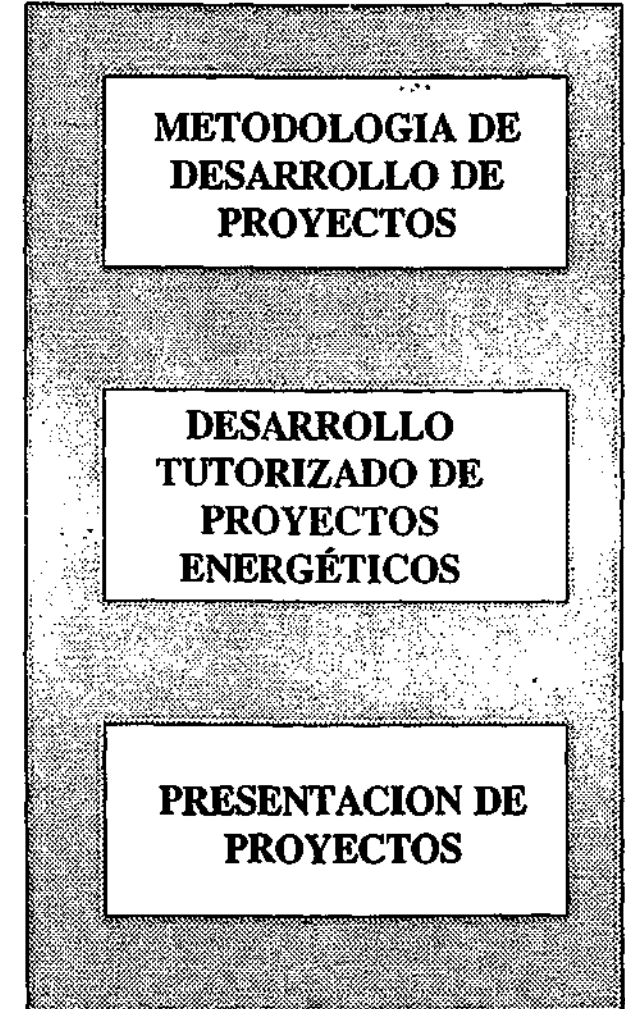 METODOLOGIA DE
DESARROLLO DE
PROYECTOS
DESARROLLO
TUTORIZADO DE
PROYECTOS
ENERGÉTICOS
PRESENTACION DE
PROYECTOS